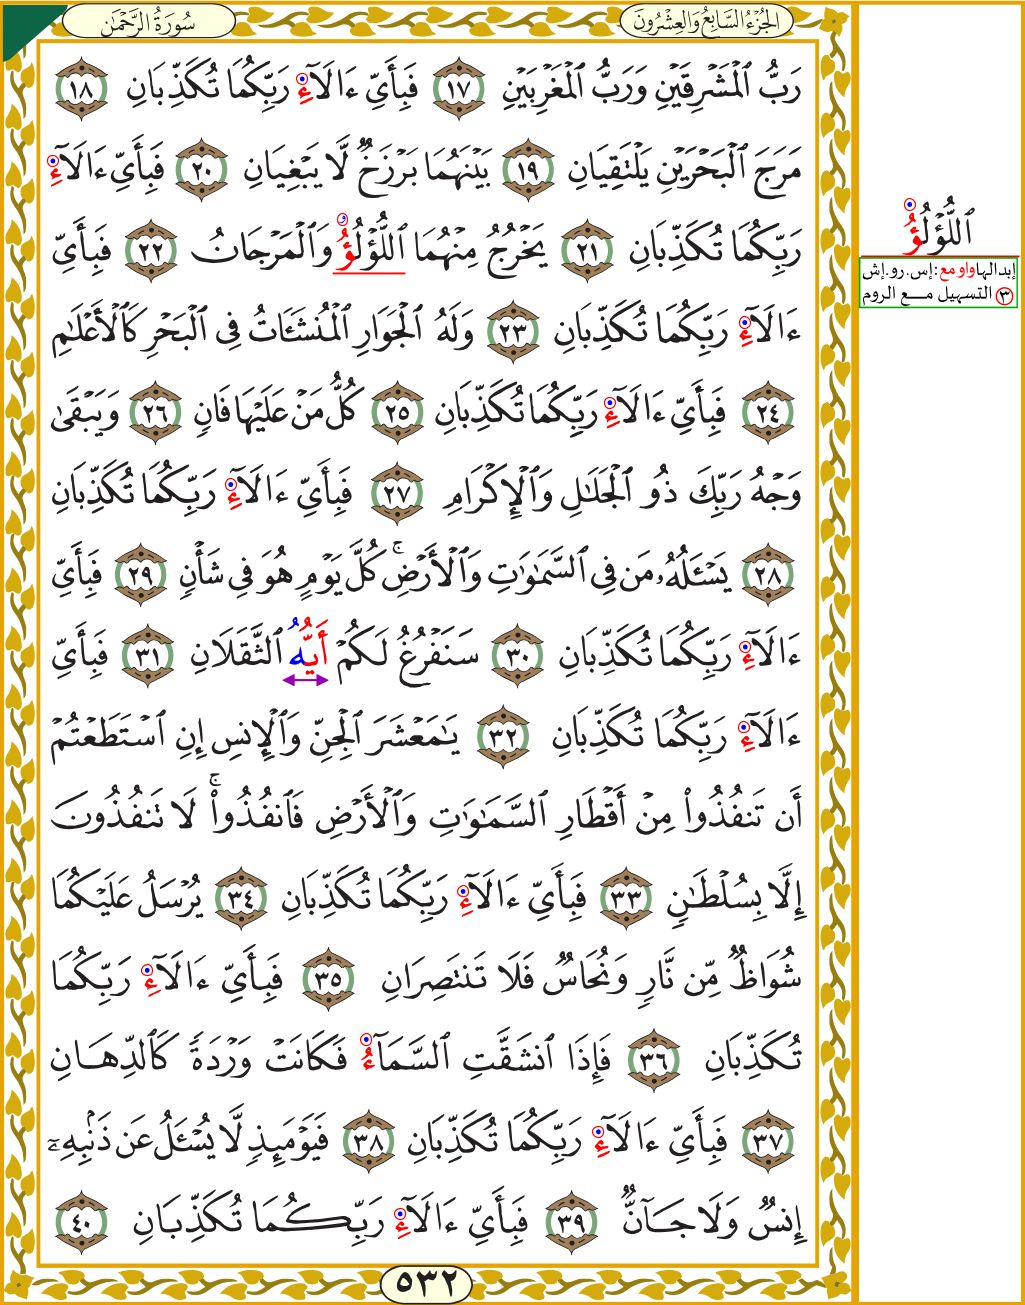 سُورَةُ الرَّحْمَٰن
الجُزْءُ السَّابِعُ وَالعِشْرُونَ
رَبُّ ٱلْمَشْرِقَيْنِ وَرَبُّ ٱلْمَغْرِبَيْنِ ١٧ فَبِأَيِّ ءَالَآءِ رَبِّكُمَا تُكَذِّبَانِ ١٨
مَرَجَ ٱلْبَحْرَيْنِ يَلْتَقِيَانِ ١٩ بَيْنَهُمَا بَرْزَخٌ لَّا يَبْغِيَانِ ٢٠ فَبِأَيِّ ءَالَآءِ
رَبِّكُمَا تُكَذِّبَانِ ٢١ يَخْرُجُ مِنْهُمَا ٱللُّؤْلُؤُ وَٱلْمَرْجَانُ ٢٢ فَبِأَيِّ
ءَالَآءِ رَبِّكُمَا تُكَذِّبَانِ ٢٣ وَلَهُ ٱلْجَوَارِ ٱلْمُنشَـَٔاتُ فِى ٱلْبَحْرِ كَٱلْأَعْلَٰمِ
٢٤ فَبِأَيِّ ءَالَآءِ رَبِّكُمَا تُكَذِّبَانِ ٢٥ كُلُّ مَنْ عَلَيْهَا فَانٍ ٢٦ وَيَبْقَىٰ
وَجْهُ رَبِّكَ ذُو ٱلْجَلَٰلِ وَٱلْإِكْرَامِ ٢٧ فَبِأَيِّ ءَالَآءِ رَبِّكُمَا تُكَذِّبَانِ
٢٨ يَسْـَٔلُهُۥ مَن فِى ٱلسَّمَٰوَٰتِ وَٱلْأَرْضِ ۚ كُلَّ يَوْمٍ هُوَ فِى شَأْنٍ ٢٩ فَبِأَيِّ
ءَالَآءِ رَبِّكُمَا تُكَذِّبَانِ ٣٠ سَنَفْرُغُ لَكُمْ أَيُّهُ ٱلثَّقَلَانِ ٣١ فَبِأَيِّ
ءَالَآءِ رَبِّكُمَا تُكَذِّبَانِ ٣٢ يَٰمَعْشَرَ ٱلْجِنِّ وَٱلْإِنسِ إِنِ ٱسْتَطَعْتُمْ
أَن تَنفُذُوا۟ مِنْ أَقْطَارِ ٱلسَّمَٰوَٰتِ وَٱلْأَرْضِ فَٱنفُذُوا۟ ۚ لَا تَنفُذُونَ
إِلَّا بِسُلْطَٰنٍ ٣٣ فَبِأَيِّ ءَالَآءِ رَبِّكُمَا تُكَذِّبَانِ ٣٤ يُرْسَلُ عَلَيْكُمَا
شُوَاظٌ مِّن نَّارٍ وَنُحَاسٌ فَلَا تَنتَصِرَانِ ٣٥ فَبِأَيِّ ءَالَآءِ رَبِّكُمَا
تُكَذِّبَانِ ٣٦ فَإِذَا ٱنشَقَّتِ ٱلسَّمَآءُ فَكَانَتْ وَرْدَةً كَٱلدِّهَانِ
٣٧ فَبِأَيِّ ءَالَآءِ رَبِّكُمَا تُكَذِّبَانِ ٣٨ فَيَوْمَئِذٍ لَّا يُسْـَٔلُ عَن ذَنۢبِهِۦٓ
إِنسٌ وَلَا جَآنٌّ ٣٩ فَبِأَيِّ ءَالَآءِ رَبِّكُمَا تُكَذِّبَانِ ٤٠
٥٣٢
ٱللُّؤْلُؤُ
إبدالها واو مع: إس. رو. إش
٣ التسهيل مع الروم